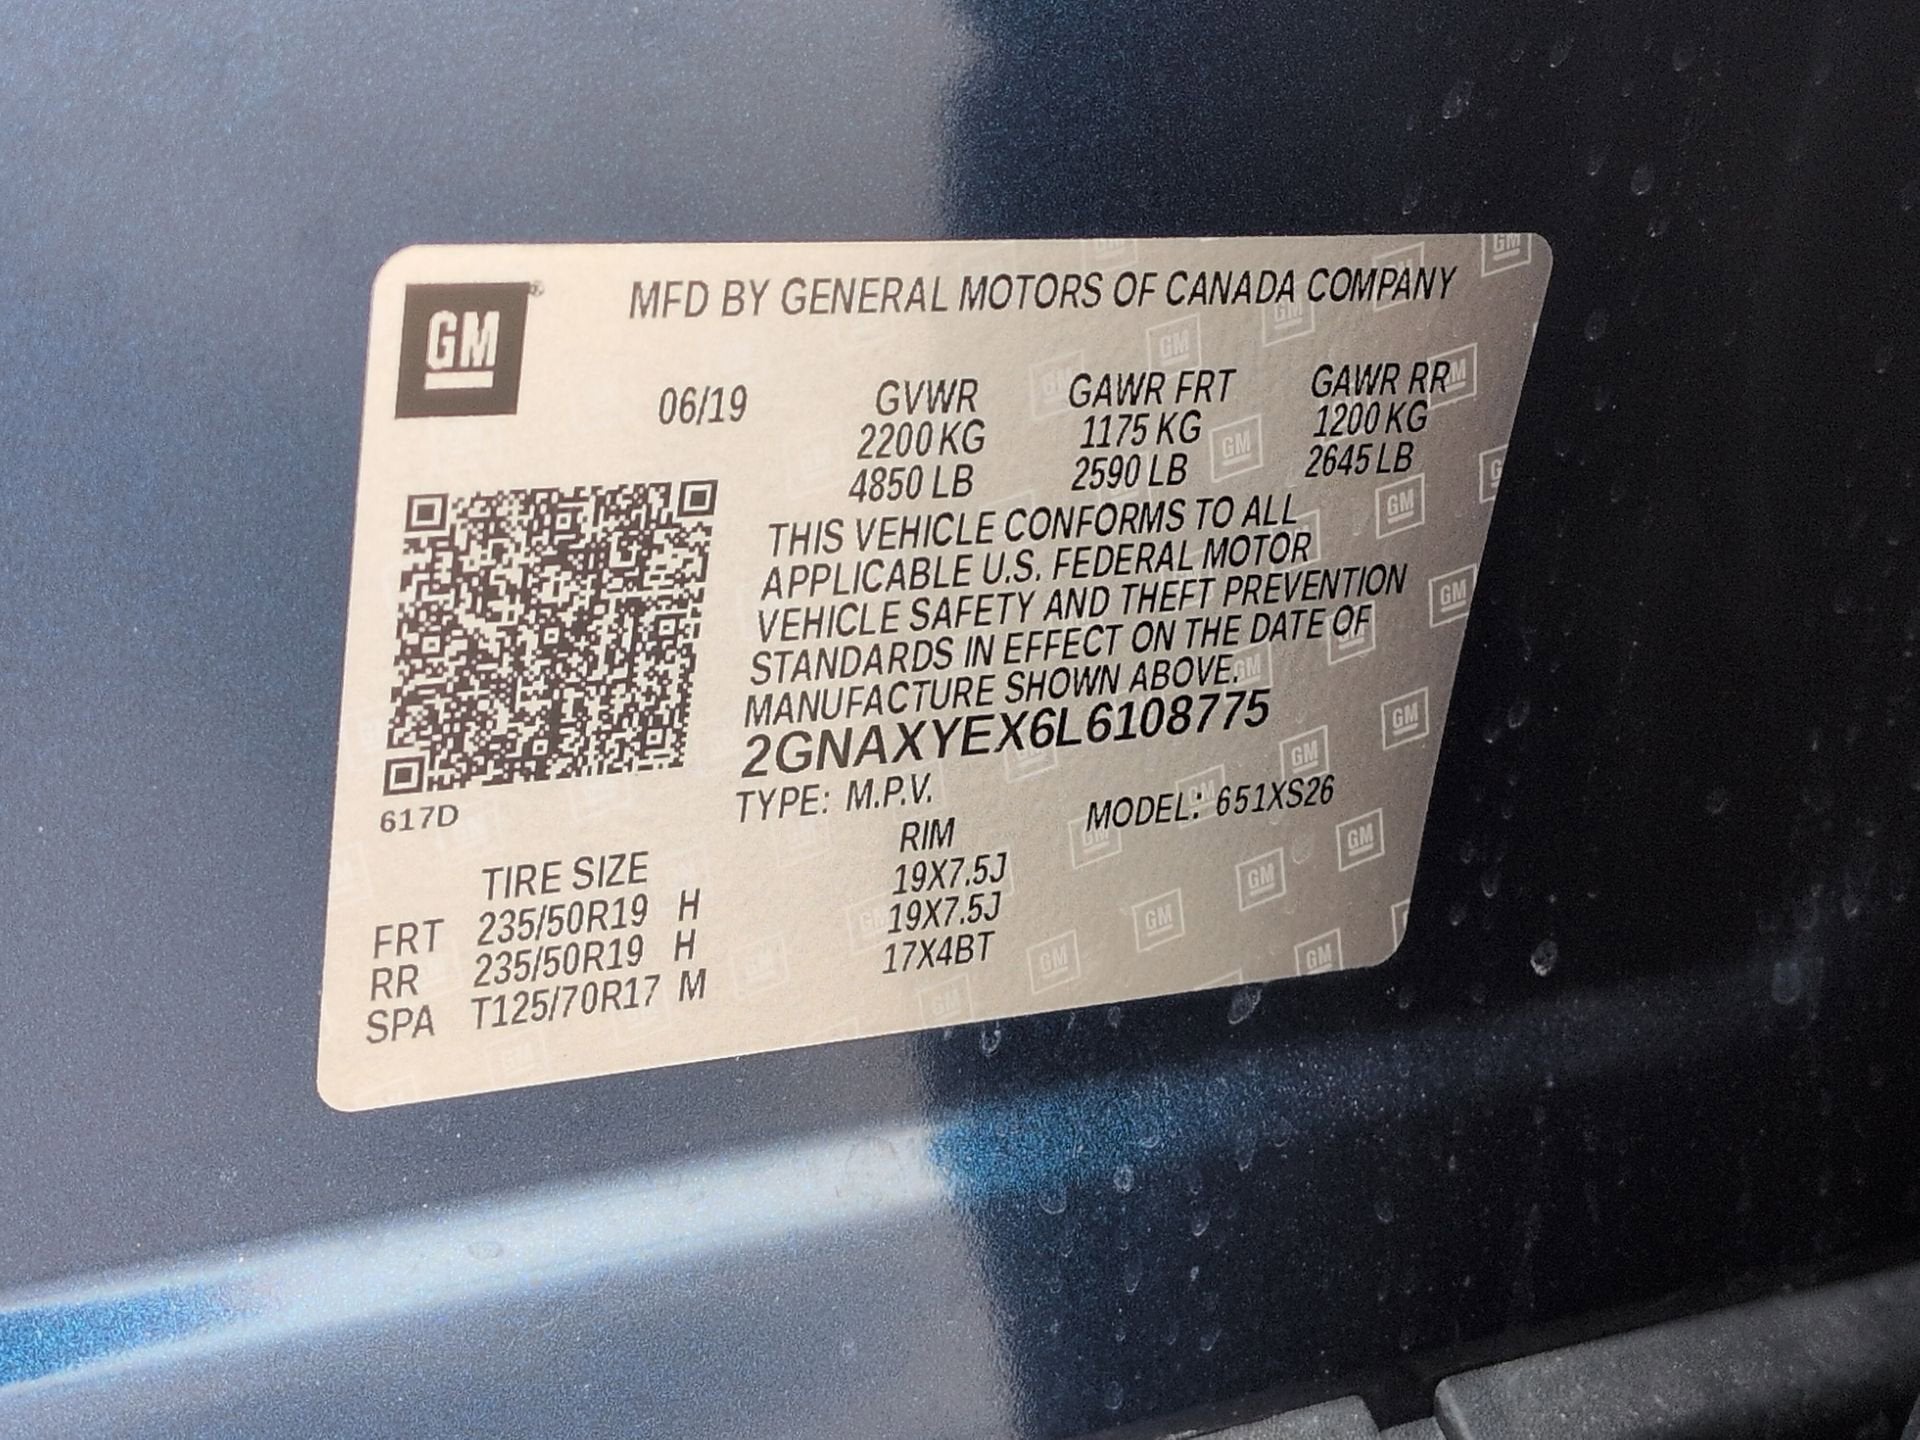 GM®
MFD BY GENERAL MOTORS OF CANADA COMPANY
06/19 GVWR GAWR FRT GAWR RR
2200 KG 1175 KG 1200 KG
4850 LB 2590 LB 2645 LB
THIS VEHICLE CONFORMS TO ALL
APPLICABLE U.S. FEDERAL MOTOR
VEHICLE SAFETY AND THEFT PREVENTION
STANDARDS IN EFFECT ON THE DATE OF
MANUFACTURE SHOWN ABOVE.
2GNAXYEX6L6108775
617D
TYPE: M.P.V. MODEL: 651XS26
TIRE SIZE RIM
FRT 235/50R19 H 19X7.5J
RR 235/50R19 H 19X7.5J
SPA T125/70R17 M 17X4BT